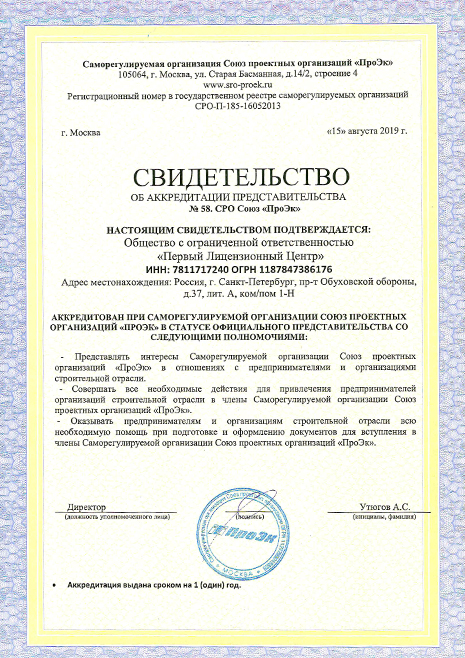 Саморегулируемая организация Союз проектных организаций «ПроЭк»
105064, г. Москва, ул. Старая Басманная, д.14/2, строение 4
www.sro-proek.ru
Регистрационный номер в государственном реестре саморегулируемых организаций
СРО-П-185-16052013
г. Москва «15» августа 2019 г.
СВИДЕТЕЛЬСТВО
ОБ АККРЕДИТАЦИИ ПРЕДСТАВИТЕЛЬСТВА
№ 58. СРО Союз «ПроЭк»
НАСТОЯЩИМ СВИДЕТЕЛЬСТВОМ ПОДТВЕРЖДАЕТСЯ:
Общество с ограниченной ответственностью
«Первый Лицензионный Центр»
ИНН: 7811717240 ОГРН 1187847386176
Адрес местонахождения: Россия, г. Санкт-Петербург, пр-т Обуховской обороны,
д.37, лит. А, ком/пом 1-Н
АККРЕДИТОВАН ПРИ САМОРЕГУЛИРУЕМОЙ ОРГАНИЗАЦИИ СОЮЗ ПРОЕКТНЫХ
ОРГАНИЗАЦИЙ «ПРОЭК» В СТАТУСЕ ОФИЦИАЛЬНОГО ПРЕДСТАВИТЕЛЬСТВА СО
СЛЕДУЮЩИМИ ПОЛНОМОЧИЯМИ:
- Представлять интересы Саморегулируемой организации Союз проектных
организаций «ПроЭк» в отношениях с предпринимателями и организациями
строительной отрасли.
- Совершать все необходимые действия для привлечения предпринимателей
организаций строительной отрасли в члены Саморегулируемой организации Союз
проектных организаций «ПроЭк».
- Оказывать предпринимателям и организациям строительной отрасли всю
необходимую помощь при подготовке и оформлению документов для вступления в
члены Саморегулируемой организации Союз проектных организаций «ПроЭк».
Директор Утюгов А.С.
(должность уполномоченного лица) (подпись) (инициалы, фамилия)
ПроЭк
МОСКВА
• Аккредитация выдана сроком на 1 (один) год.